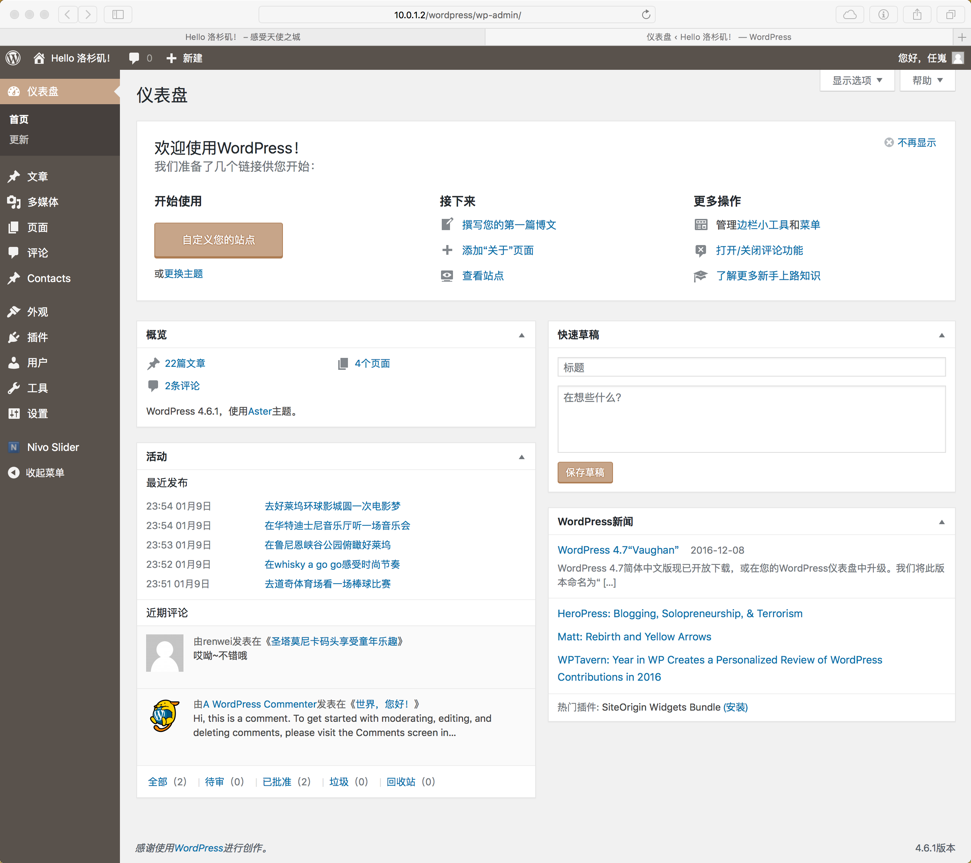 10.0.1.2/wordpress/wp-admin/
Hello 洛杉矶! – 感受天使之城
仪表盘 ‹ Hello 洛杉矶! — WordPress
Hello 洛杉矶!
0
新建
您好, 任嵬
仪表盘
首页
更新
文章
多媒体
页面
评论
Contacts
外观
插件
用户
工具
设置
N
Nivo Slider
收起菜单
仪表盘
显示选项
帮助
欢迎使用WordPress!
不再显示
我们准备了几个链接供您开始:
开始使用
自定义您的站点
或更换主题
接下来
撰写您的第一篇博文
添加“关于”页面
查看站点
更多操作
管理边栏小工具和菜单
打开/关闭评论功能
了解更多新手上路知识
概览
22篇文章
4个页面
2条评论
WordPress 4.6.1,使用Aster主题。
活动
最近发布
23:54 01月9日 去好莱坞环球影城圆一次电影梦
23:54 01月9日 在华特迪士尼音乐厅听一场音乐会
23:53 01月9日 在鲁尼恩峡谷公园俯瞰好莱坞
23:52 01月9日 在whisky a go go感受时尚节奏
23:51 01月9日 去道奇体育场看一场棒球比赛
近期评论
由renwei发表在《圣塔莫尼卡码头享受童年乐趣》
哎呦~不错哦
由A WordPress Commenter发表在《世界,您好!》
Hi, this is a comment. To get started with moderating, editing, and
deleting comments, please visit the Comments screen in…
全部 (2) | 待审 (0) | 已批准 (2) | 垃圾 (0) | 回收站 (0)
快速草稿
标题
在想些什么?
保存草稿
WordPress新闻
WordPress 4.7“Vaughan” 2016-12-08
WordPress 4.7简体中文版现已开放下载,或在您的WordPress仪表盘中升级。我们将此版
本命名为“ [...]
HeroPress: Blogging, Solopreneurship, & Terrorism
Matt: Rebirth and Yellow Arrows
WPTavern: Year in WP Creates a Personalized Review of WordPress
Contributions in 2016
热门插件: SiteOrigin Widgets Bundle (安装)
感谢使用WordPress进行创作。
4.6.1版本